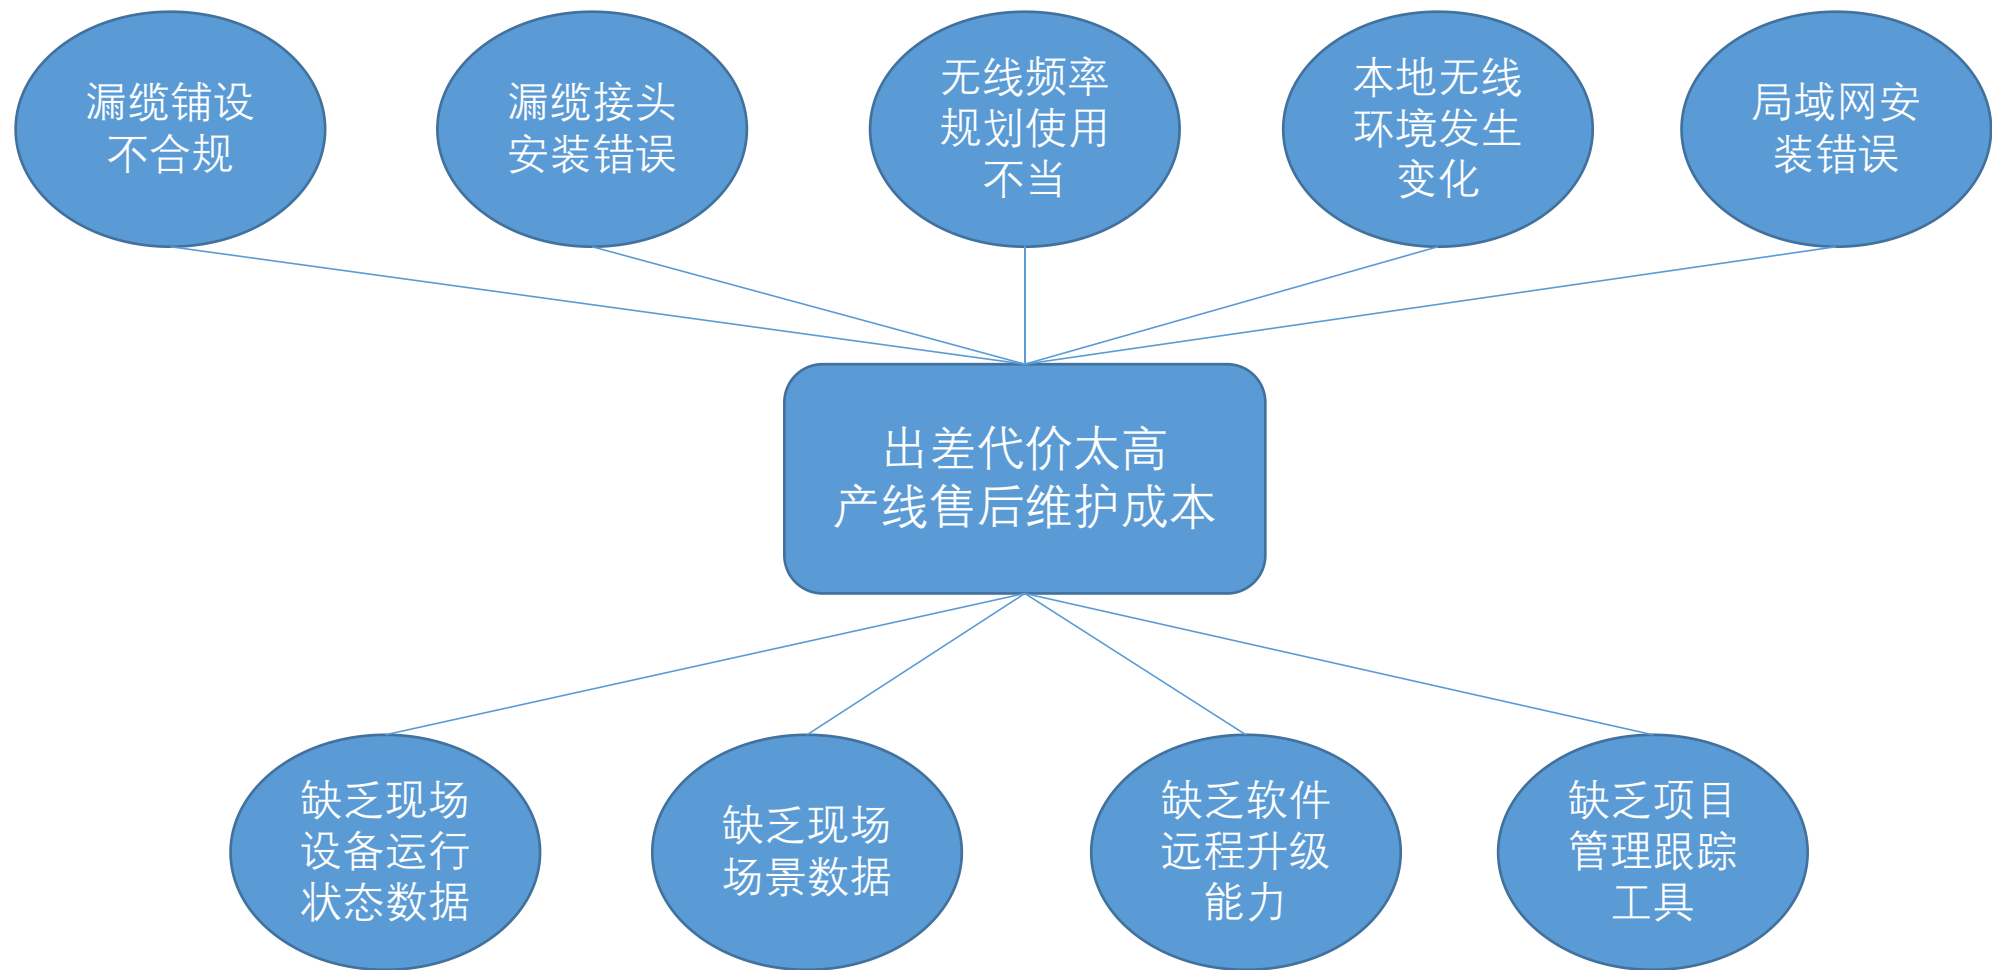 漏缆铺设
不合规
漏缆接头
安装错误
无线频率
规划使用
不当
本地无线
环境发生
变化
局域网安
装错误
出差代价太高
产线售后维护成本
缺乏现场
设备运行
状态数据
缺乏现场
场景数据
缺乏软件
远程升级
能力
缺乏项目
管理跟踪
工具